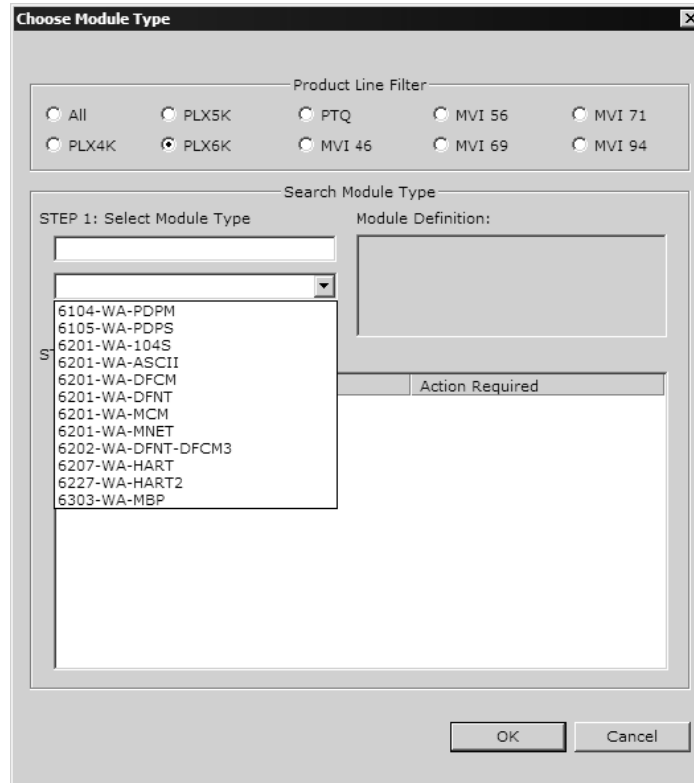 Choose Module Type
Product Line Filter
All PLX5K PTQ MVI 56 MVI 71
PLX4K PLX6K MVI 46 MVI 69 MVI 94
Search Module Type
STEP 1: Select Module Type Module Definition:
6104-WA-PDPM
6105-WA-PDPS
6201-WA-104S
6201-WA-ASCII
6201-WA-DFCM
6201-WA-DFNT
6201-WA-MCM
6201-WA-MNET
6202-WA-DFNT-DFCM3
6207-WA-HART
6227-WA-HART2
6303-WA-MBP
Action Required
OK Cancel